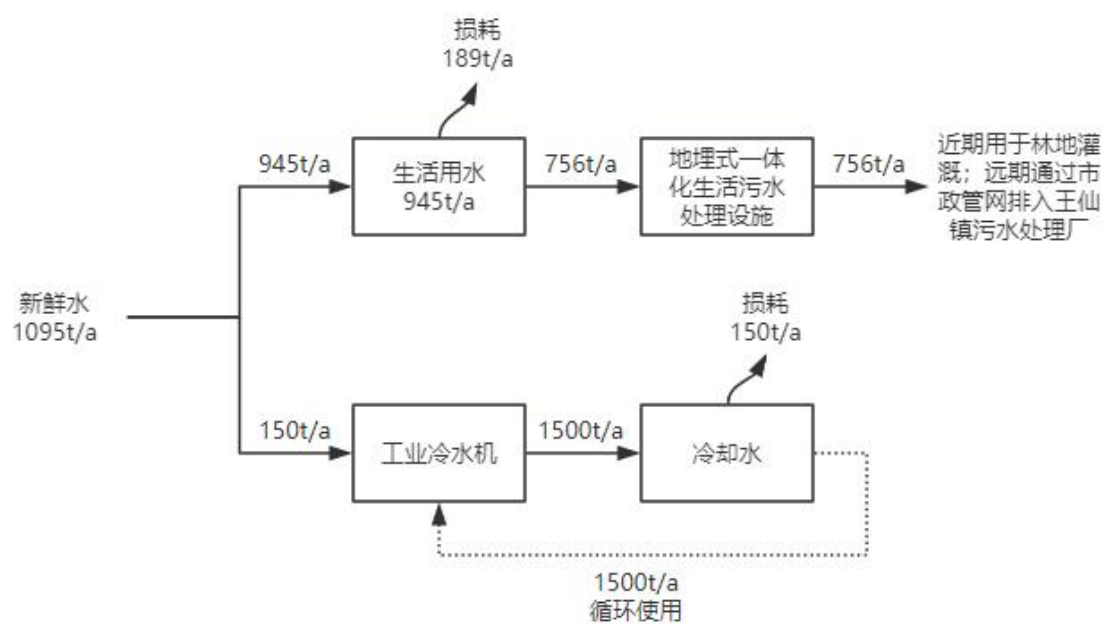 损耗
189t/a
945t/a
生活用水
945t/a
756t/a
地埋式一体
化生活污水
处理设施
756t/a
近期用于林地灌
溉；远期通过市
政管网排入王仙
镇污水处理厂
新鲜水
1095t/a
损耗
150t/a
150t/a
工业冷水机
1500t/a
冷却水
1500t/a
循环使用